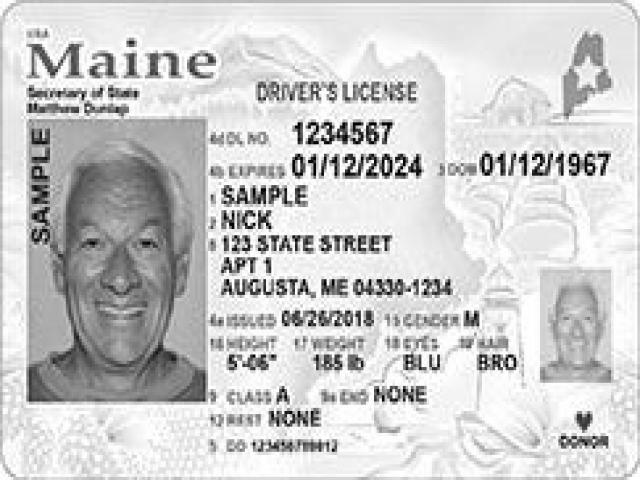 USA
Maine
Secretary of State
Matthew Dunlap
DRIVER'S LICENSE
SAMPLE
4d DL NO. 1234567
4b EXPIRES 01/12/2024 3 DOB 01/12/1967
1 SAMPLE
2 NICK
8 123 STATE STREET
APT 1
AUGUSTA, ME 04330-1234
4a ISSUED 06/26/2018 15 GENDER M
16 HEIGHT 17 WEIGHT 18 EYES 19 HAIR
5'-06" 185 lb BLU BRO
9 CLASS A 9a END NONE
12 REST NONE
5 DD
DONOR